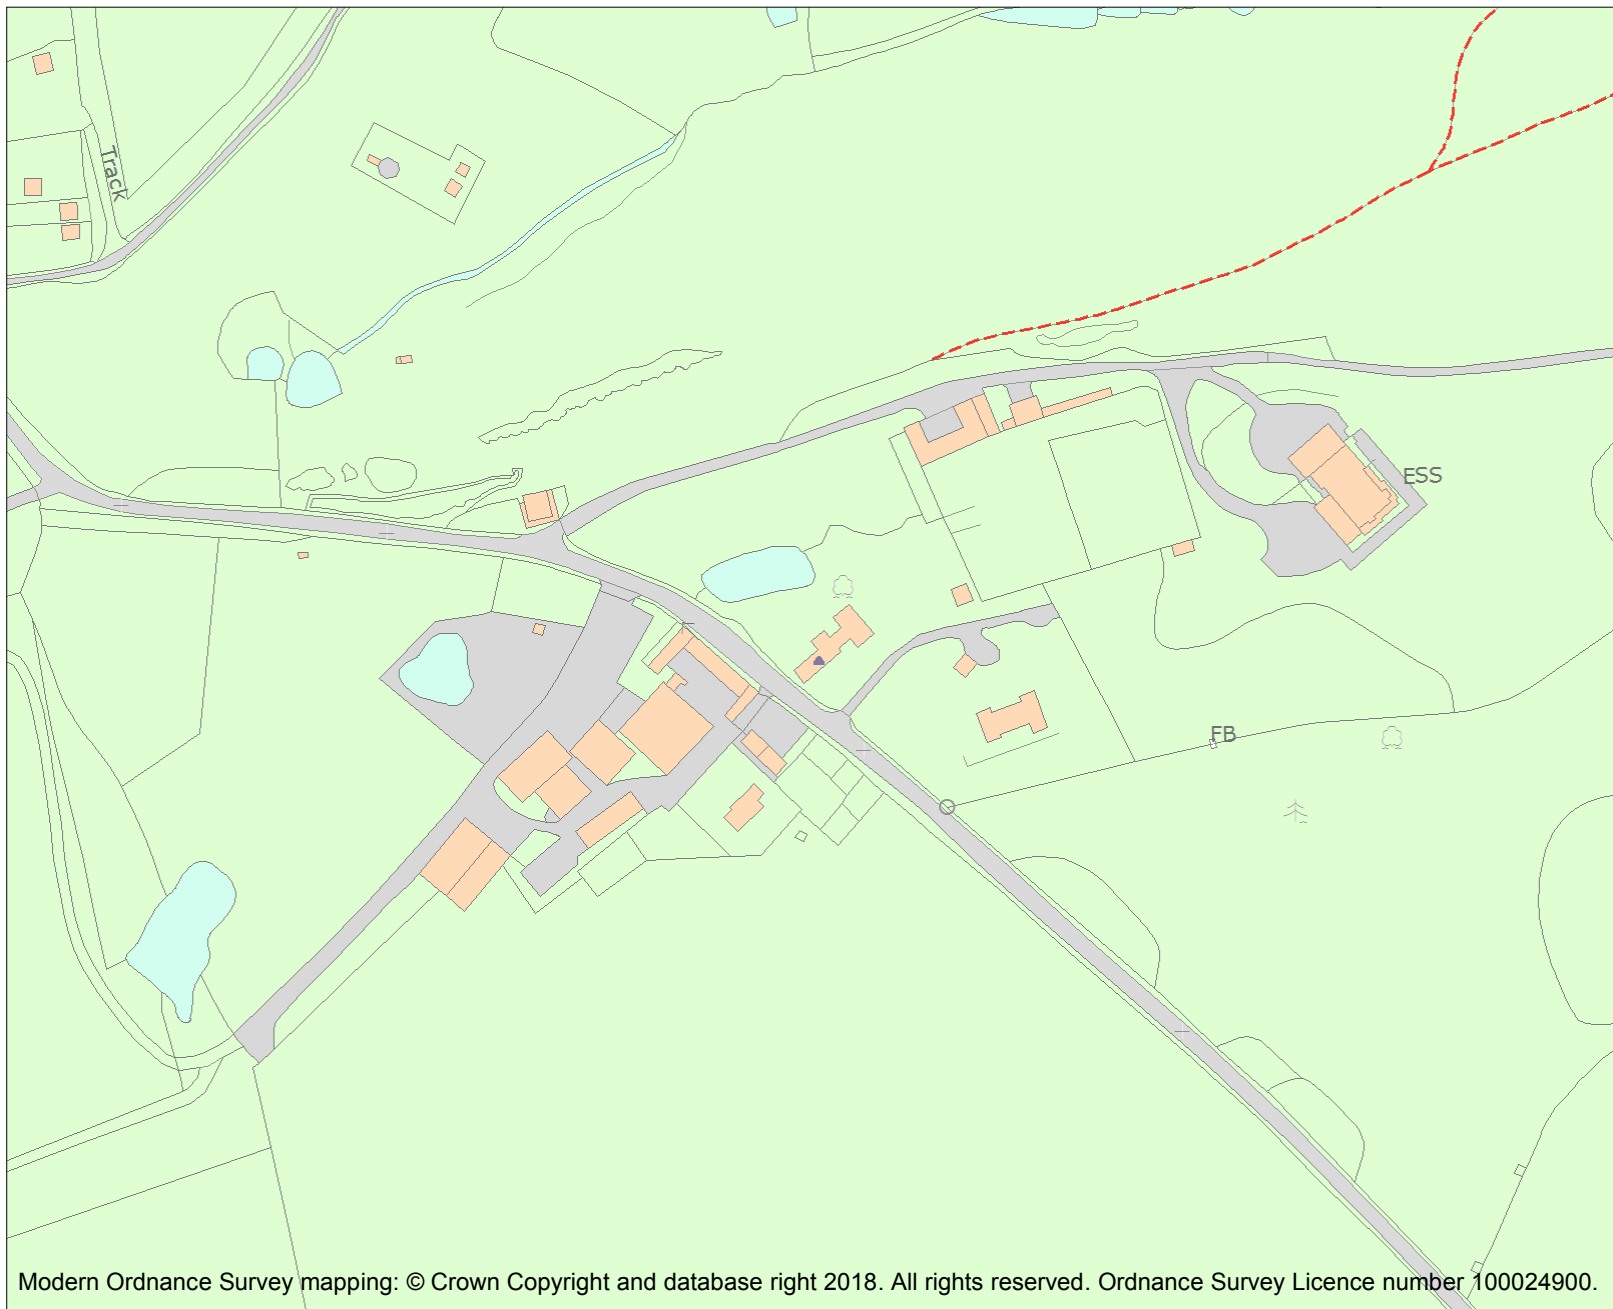 Track
ESS
FB
Modern Ordnance Survey mapping: © Crown Copyright and database right 2018. All rights reserved. Ordnance Survey Licence number 100024900.